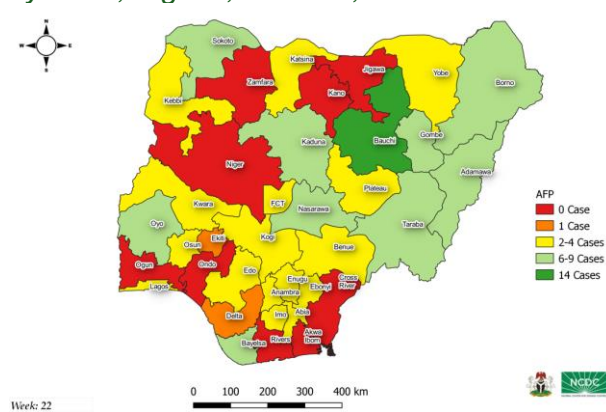 Sokoto
Katsina
Jigawa
Yobe
Borno
Zamfara
Kano
Kebbi
Gombe
Kaduna
Bauchi
Adamawa
Niger
Plateau
FCT
Kwara
Nasarawa
Taraba
Oyo
Kogi
Osun
Ekiti
Benue
Ogun
Ondo
Edo
Lagos
Enugu
Ebonyi
Cross
River
Anambra
Delta
Imo
Abia
Akwa
Ibom
Bayelsa
Rivers
AFP
0 Case
1 Case
2-4 Cases
6-9 Cases
14 Cases
Week: 22
0 100 200 300 400 km
NCDC